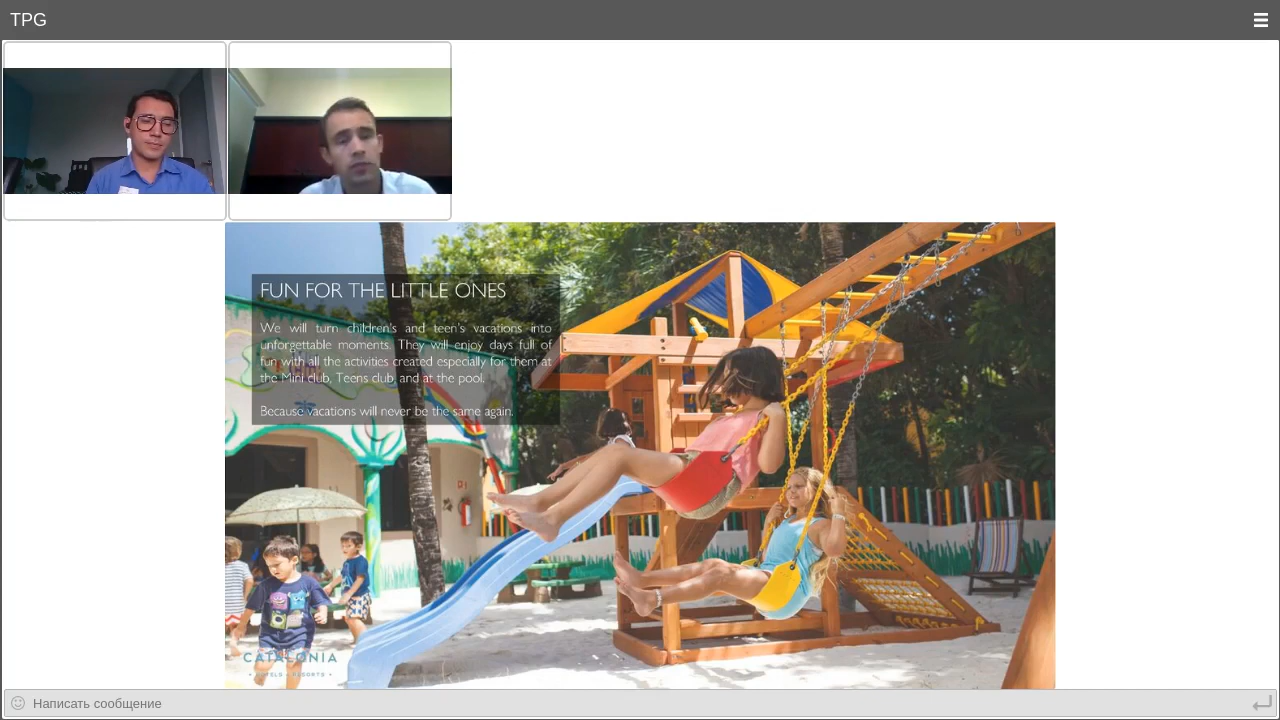 TPG
FUN FOR THE LITTLE ONES
We will turn children's and teen's vacations into
unforgettable moments. They will enjoy days full of
fun with all the activities created especially for them at
the Mini club, Teens club and at the pool.
Because vacations will never be the same again.
CATALONIA
HOTELS & RESORTS
Написать сообщение